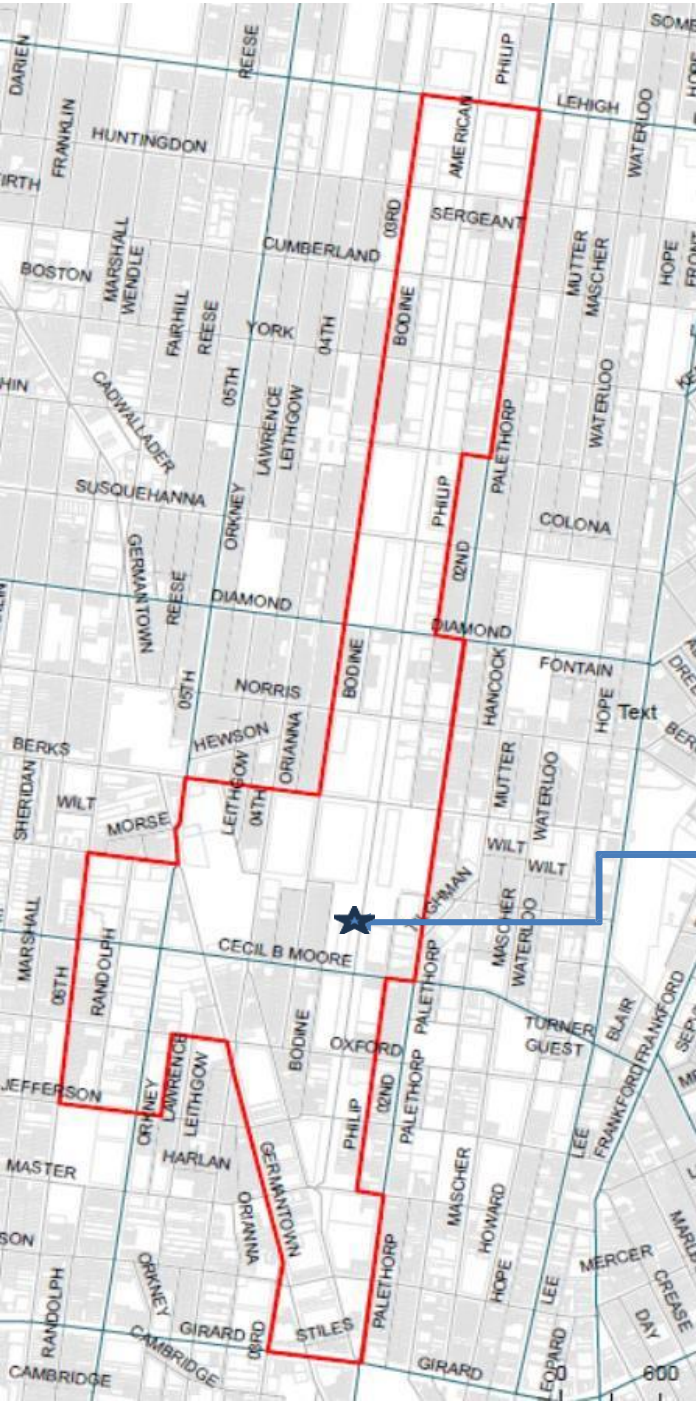 SOME
REESE
PHILIP
DARIEN
HOPE
LEHIGH
AMERICAN
WATERLOO
FRANKLIN
HUNTINGDON
IRTH
03RD
SERGEANT
CUMBERLAND
MARSHALL
WENDLE
BOSTON
MUTTER
MASCHER
HOPE
FRONT
FAIRHILL
REESE
YORK
04TH
BODINE
05TH
HIN
CADWALLADER
LAWRENCE
LEITHGOW
WATERLOO
PALETHORP
SUSQUEHANNA
ORKNEY
PHILIP
COLONA
GERMANTOWN
REESE
02ND
DIAMOND
DIAMOND
FONTAIN
BODINE
HANCOCK
05TH
NORRIS
HOPE
Text
BERKS
HEWSON
ORIANNA
SHERIDAN
WILT
MORSE
LEITHGOW
04TH
MUTTER
WATERLOO
WILT
WILT
MARSHALL
MASCHER
WATERLOO
CECIL B MOORE
06TH
RANDOLPH
PALETHORP
BODINE
OXFORD
TURNER
GUEST
BLAIR
FRANKFORD
JEFFERSON
ORKNEY
LAWRENCE
LEITHGOW
PHILIP
02ND
PALETHORP
LEE
FRANKFORD
MASTER
HARLAN
GERMANTOWN
ORIANNA
MASCHER
HOWARD
SON
ORKNEY
PALETHORP
HOPE
LEE
MERCER
CREASE
DAY
RANDOLPH
GIRARD
03RD
STILES
CAMBRIDGE
CAMBRIDGE
GIRARD
LEOPARD
0
600